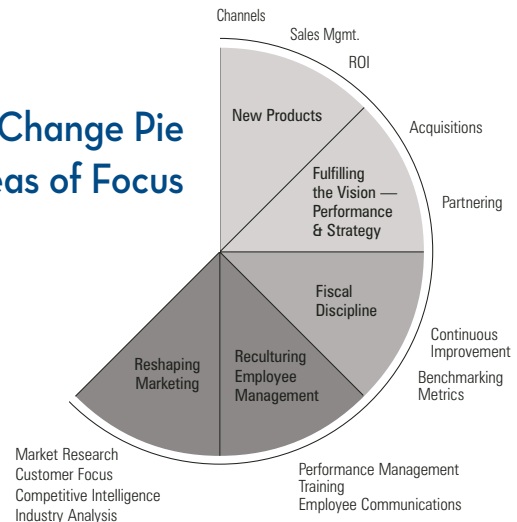 Change Pie
of Focus
Channels
Sales Mgmt.
ROI
Acquisitions
Partnering
Continuous
Improvement
Benchmarking
Metrics
Performance Management
Training
Employee Communications
Market Research
Customer Focus
Competitive Intelligence
Industry Analysis
New Products
Fulfilling
the Vision —
Performance
& Strategy
Fiscal
Discipline
Reculturing
Employee
Management
Reshaping
Marketing